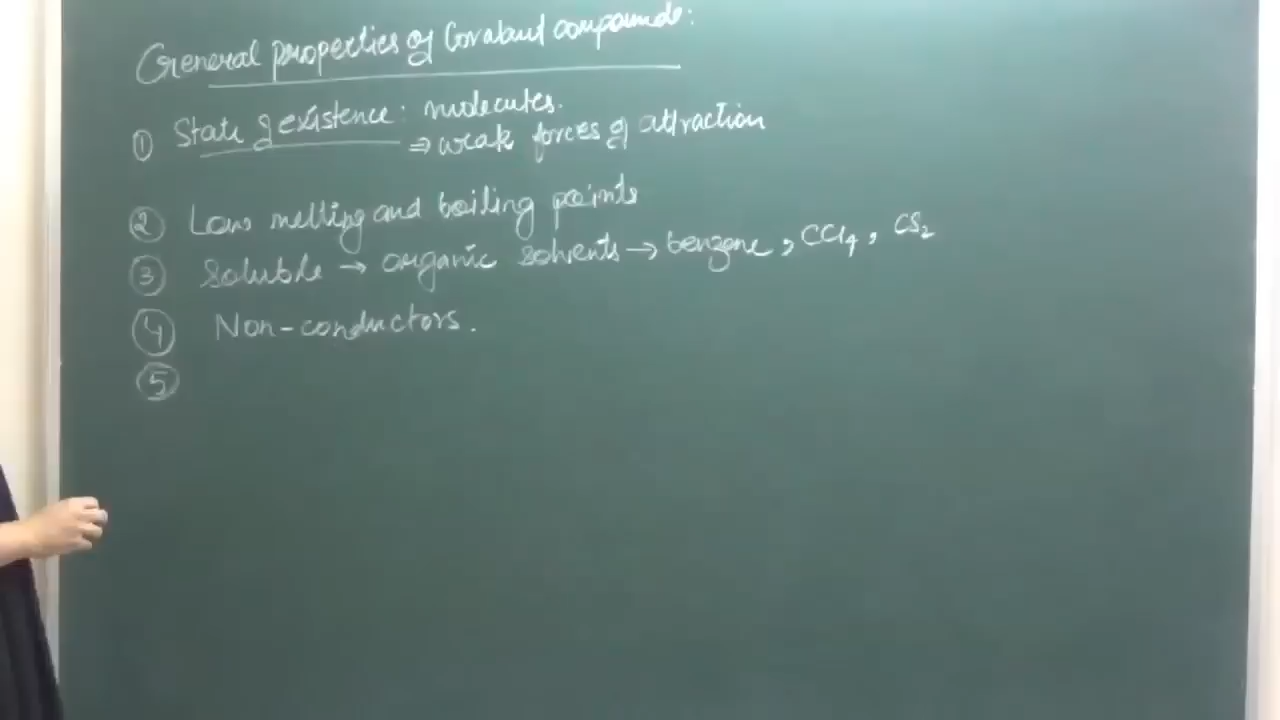 General properties of Covalent compounds:
① State of existence: molecules.
⇒ weak forces of attraction
② Low melting and boiling points
③ Soluble → organic solvents → benzene, CCl₄, CS₂
④ Non-conductors.
⑤